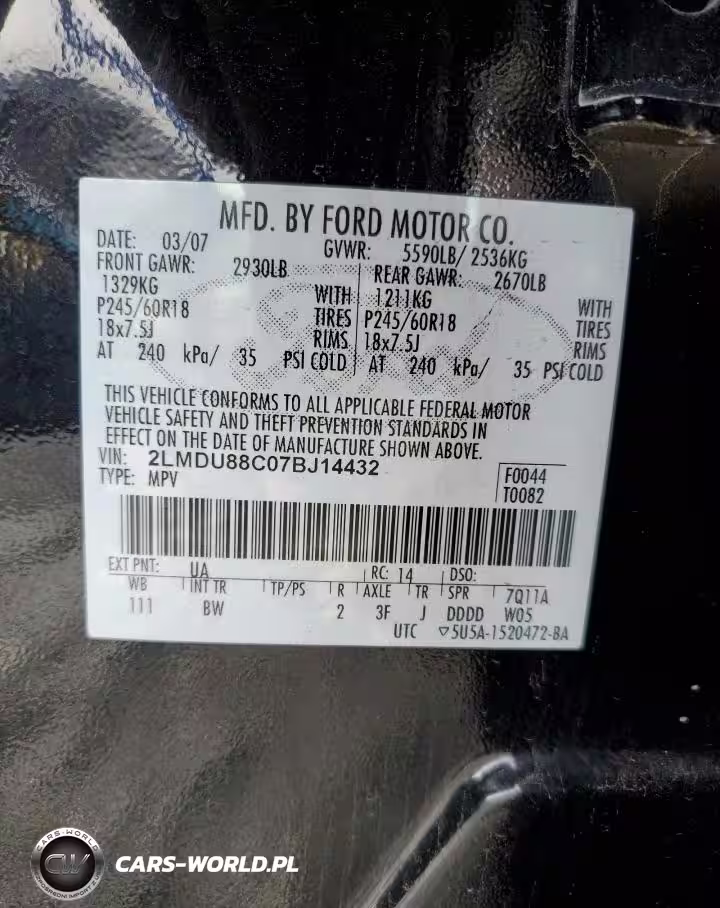 MFD. BY FORD MOTOR CO.
DATE: 03/07 GVWR: 5590LB/ 2536KG
FRONT GAWR: 2930LB REAR GAWR: 2670LB
1329KG WITH 1211KG WITH
P245/60R18 TIRES P245/60R18 TIRES
18x7.5J RIMS 18x7.5J RIMS
AT 240 kPa/ 35 PSI COLD AT 240 kPa/ 35 PSI COLD
THIS VEHICLE CONFORMS TO ALL APPLICABLE FEDERAL MOTOR
VEHICLE SAFETY AND THEFT PREVENTION STANDARDS IN
EFFECT ON THE DATE OF MANUFACTURE SHOWN ABOVE.
VIN: 2LMDU88C07BJ14432
TYPE: MPV
F0044
T0082
EXT PNT: UA RC: 14 DSO:
WB INT TR TP/PS R AXLE TR SPR 7Q11A
111 BW 2 3F J DDDD W05
UTC ▽5U5A-1520472-BA
CARS-WORLD
CW
CARS-WORLD.PL